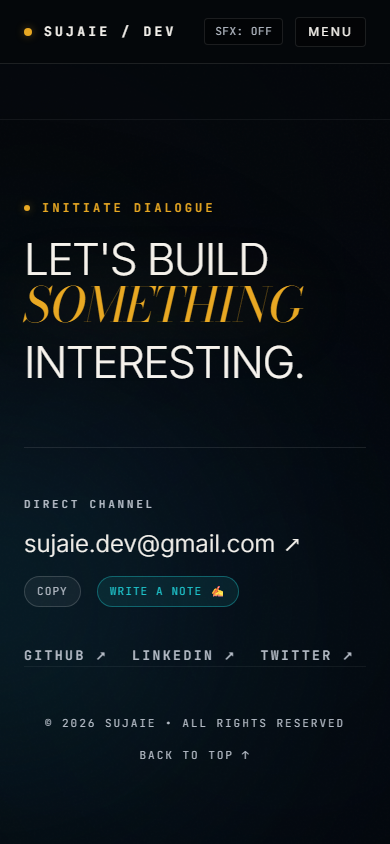 SUJAIE / DEV
SFX: OFF
MENU
INITIATE DIALOGUE
LET'S BUILD
SOMETHING
INTERESTING.
DIRECT CHANNEL
sujaie.dev@gmail.com ↗
COPY
WRITE A NOTE ✍️
GITHUB ↗ LINKEDIN ↗ TWITTER ↗
© 2026 SUJAIE • ALL RIGHTS RESERVED
BACK TO TOP ↑